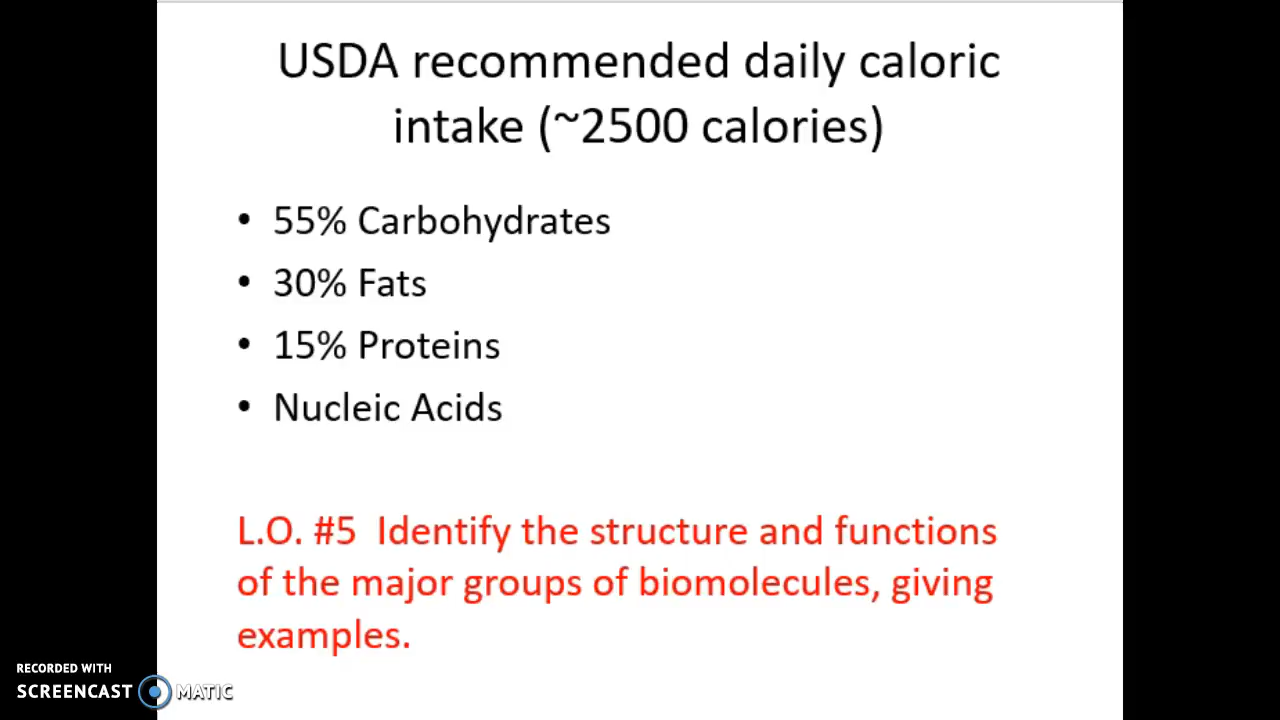 USDA recommended daily caloric
intake (~2500 calories)
• 55% Carbohydrates
• 30% Fats
• 15% Proteins
• Nucleic Acids
L.O. #5  Identify the structure and functions
of the major groups of biomolecules, giving
examples.
RECORDED WITH
SCREENCAST MATIC